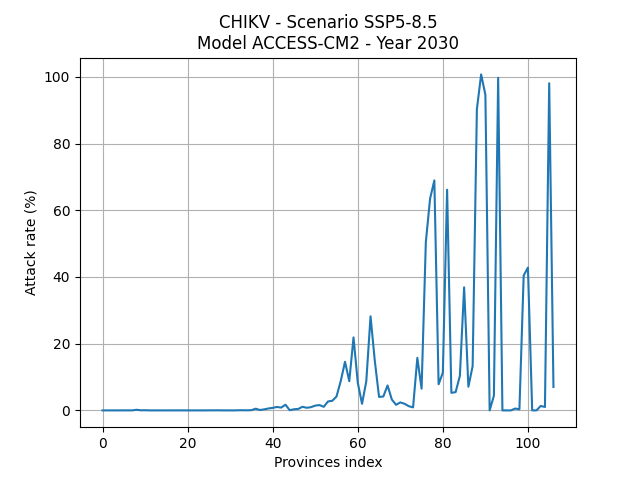 CHIKV - Scenario SSP5-8.5
Model ACCESS-CM2 - Year 2030
Attack rate (%)
100
80
60
40
20
0
0 20 40 60 80 100
Provinces index